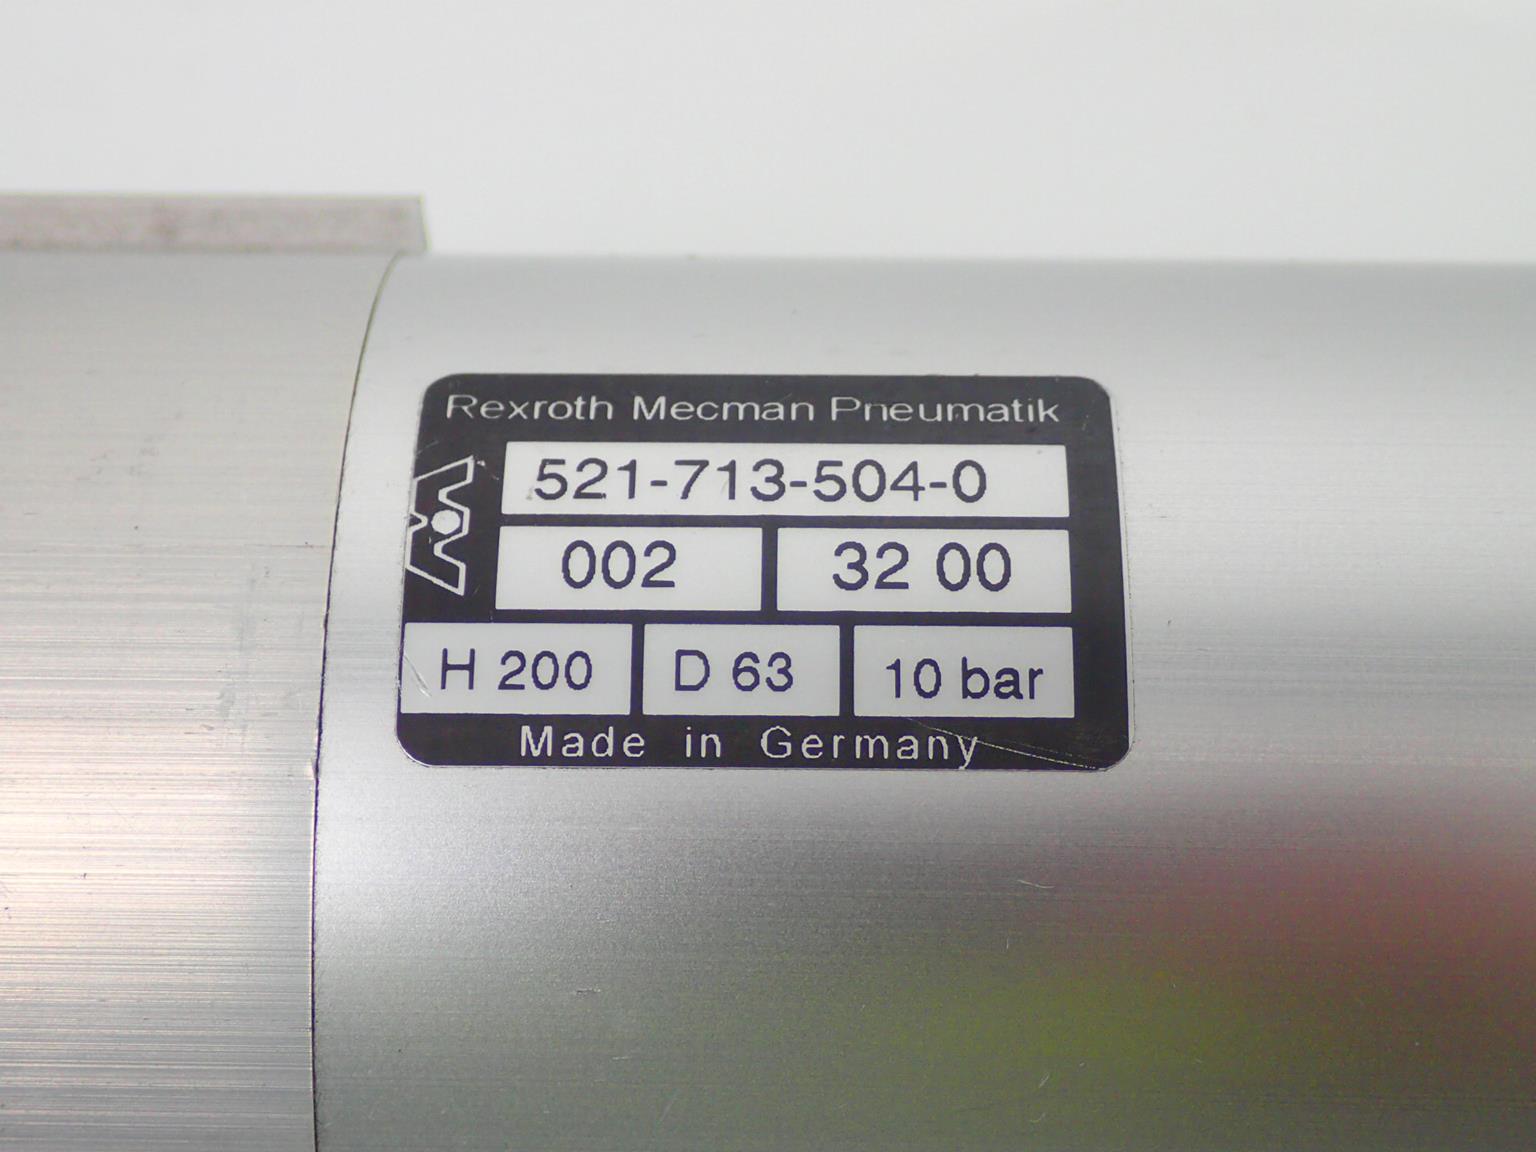 Rexroth Mecman Pneumatik
521-713-504-0
002 32 00
H 200 D 63 10 bar
Made in Germany